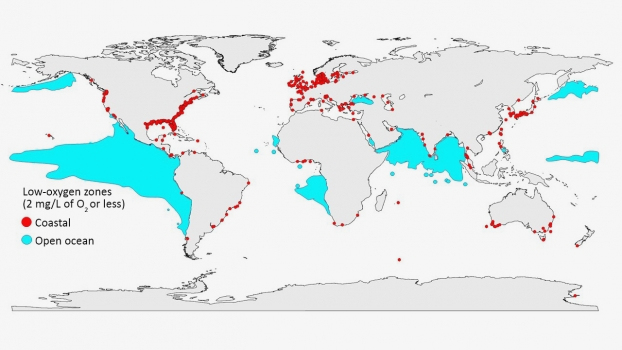 Low-oxygen zones
(2 mg/L of O₂ or less)
Coastal
Open ocean